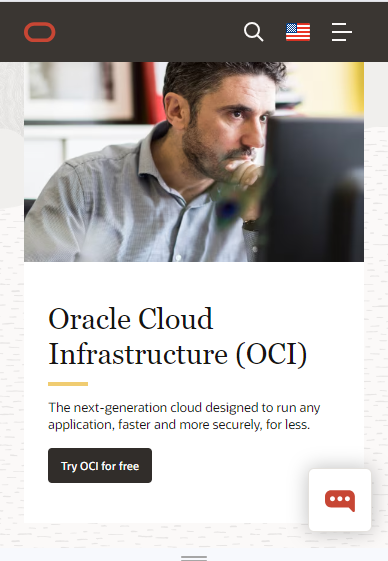 Oracle Cloud
Infrastructure (OCI)
The next-generation cloud designed to run any
application, faster and more securely, for less.
Try OCI for free